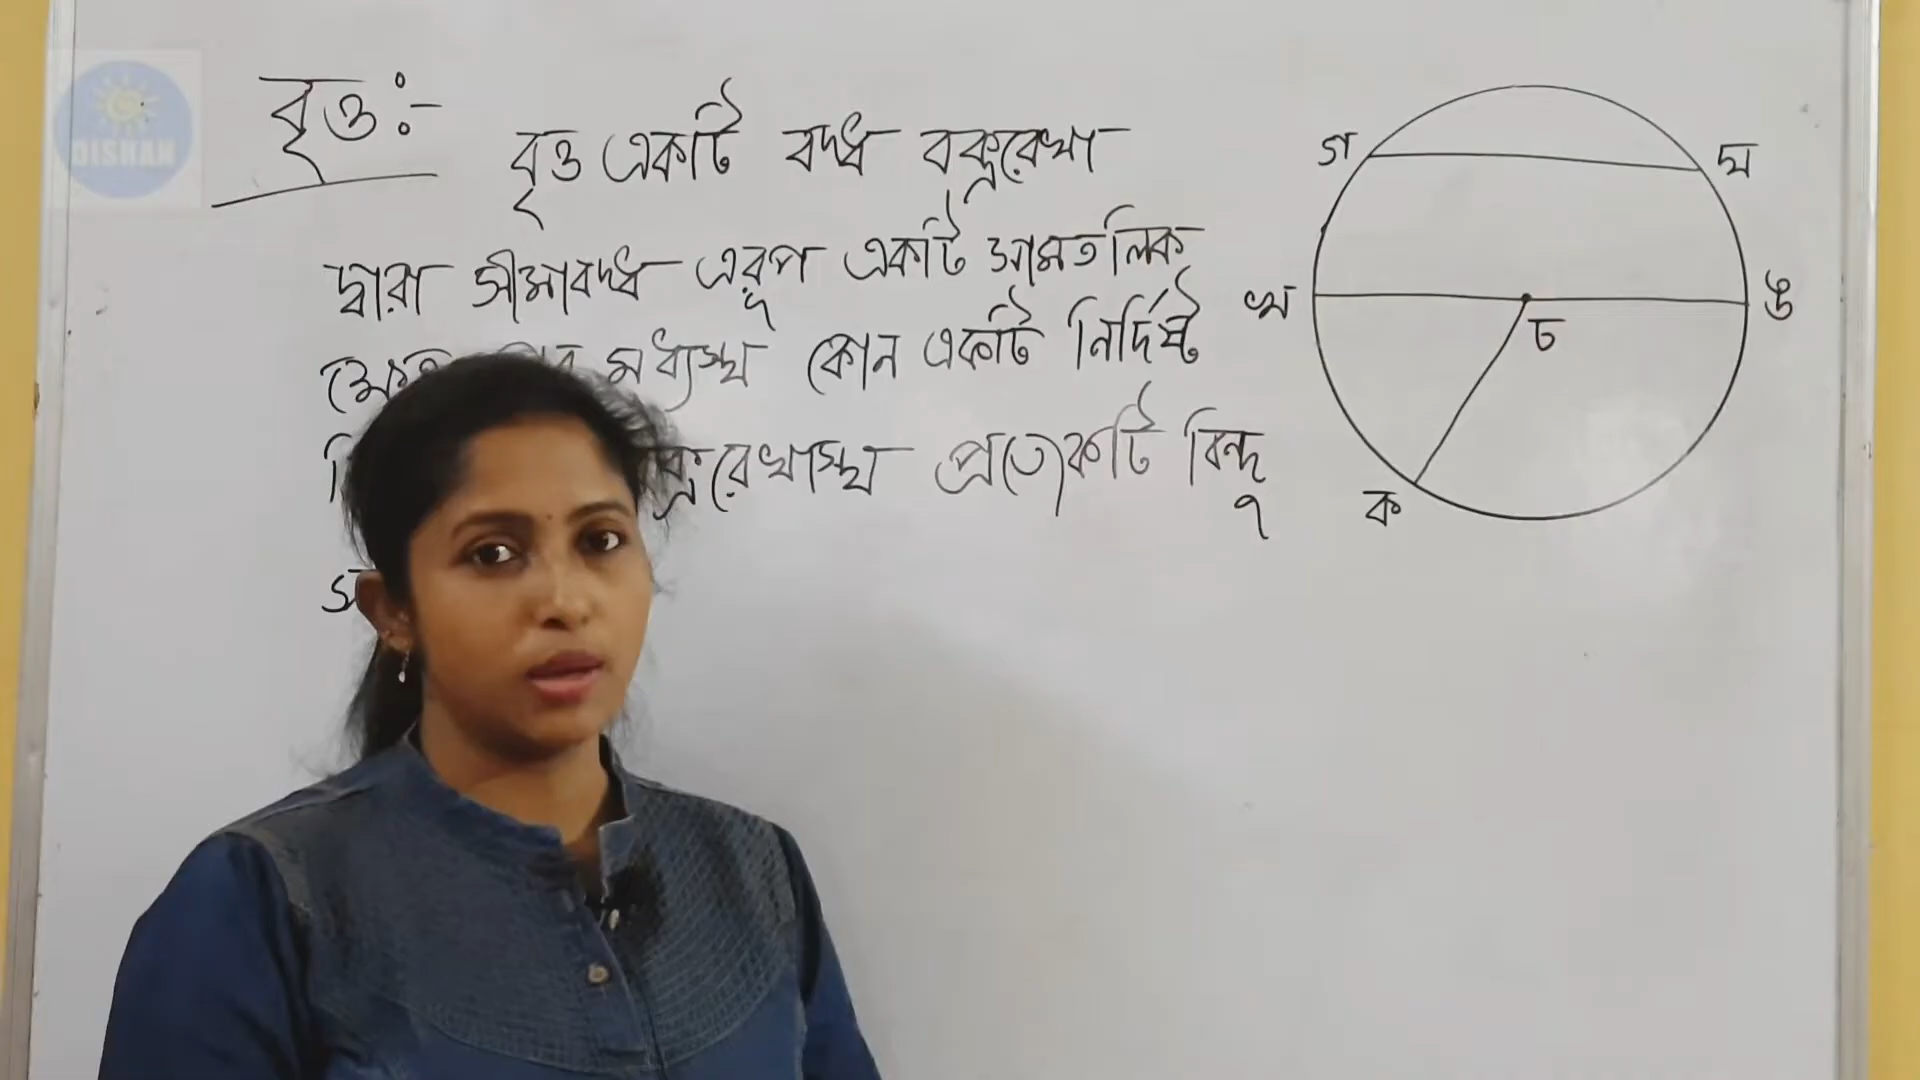 বৃত্ত :-
বৃত্ত একটি বদ্ধ বক্ররেখা
দ্বারা সীমাবদ্ধ এরূপ একটি সামতলিক
মধ্যস্থ কোন একটি নির্দিষ্ট
বক্ররেখাস্থ প্রত্যেকটি বিন্দু
গ
ঘ
খ
ঙ
চ
ক
DISHAN